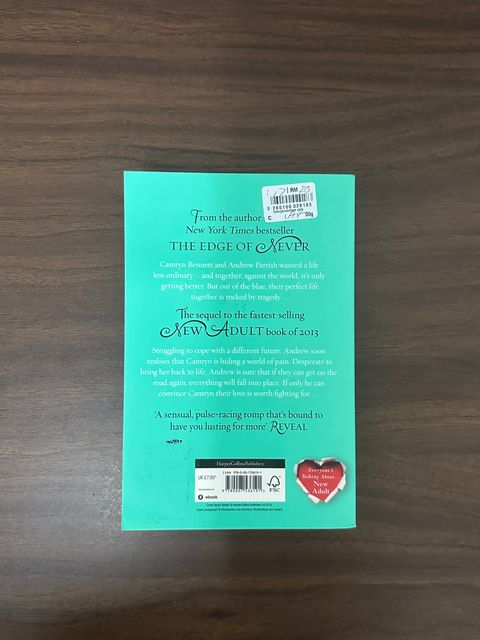 RM
From the author
New York Times bestseller
THE EDGE OF NEVER
Camryn Bennett and Andrew Parrish wanted a life
less ordinary – and together, against the world, it's only
getting better. But out of the blue, their perfect life
together is rocked by tragedy ...
The sequel to the fastest-selling
NEW ADULT book of 2013
Struggling to cope with a different future, Andrew soon
realises that Camryn is hiding a world of pain. Desperate to
bring her back to life, Andrew is sure that if they can get on the
road again, everything will fall into place. If only he can
convince Camryn their love is worth fighting for ...
'A sensual, pulse-racing romp that's bound to
have you lusting for more' REVEAL
HarperCollinsPublishers
UK £7.99
ebook
FSC
Everyone's
Talking About...
New
Adult